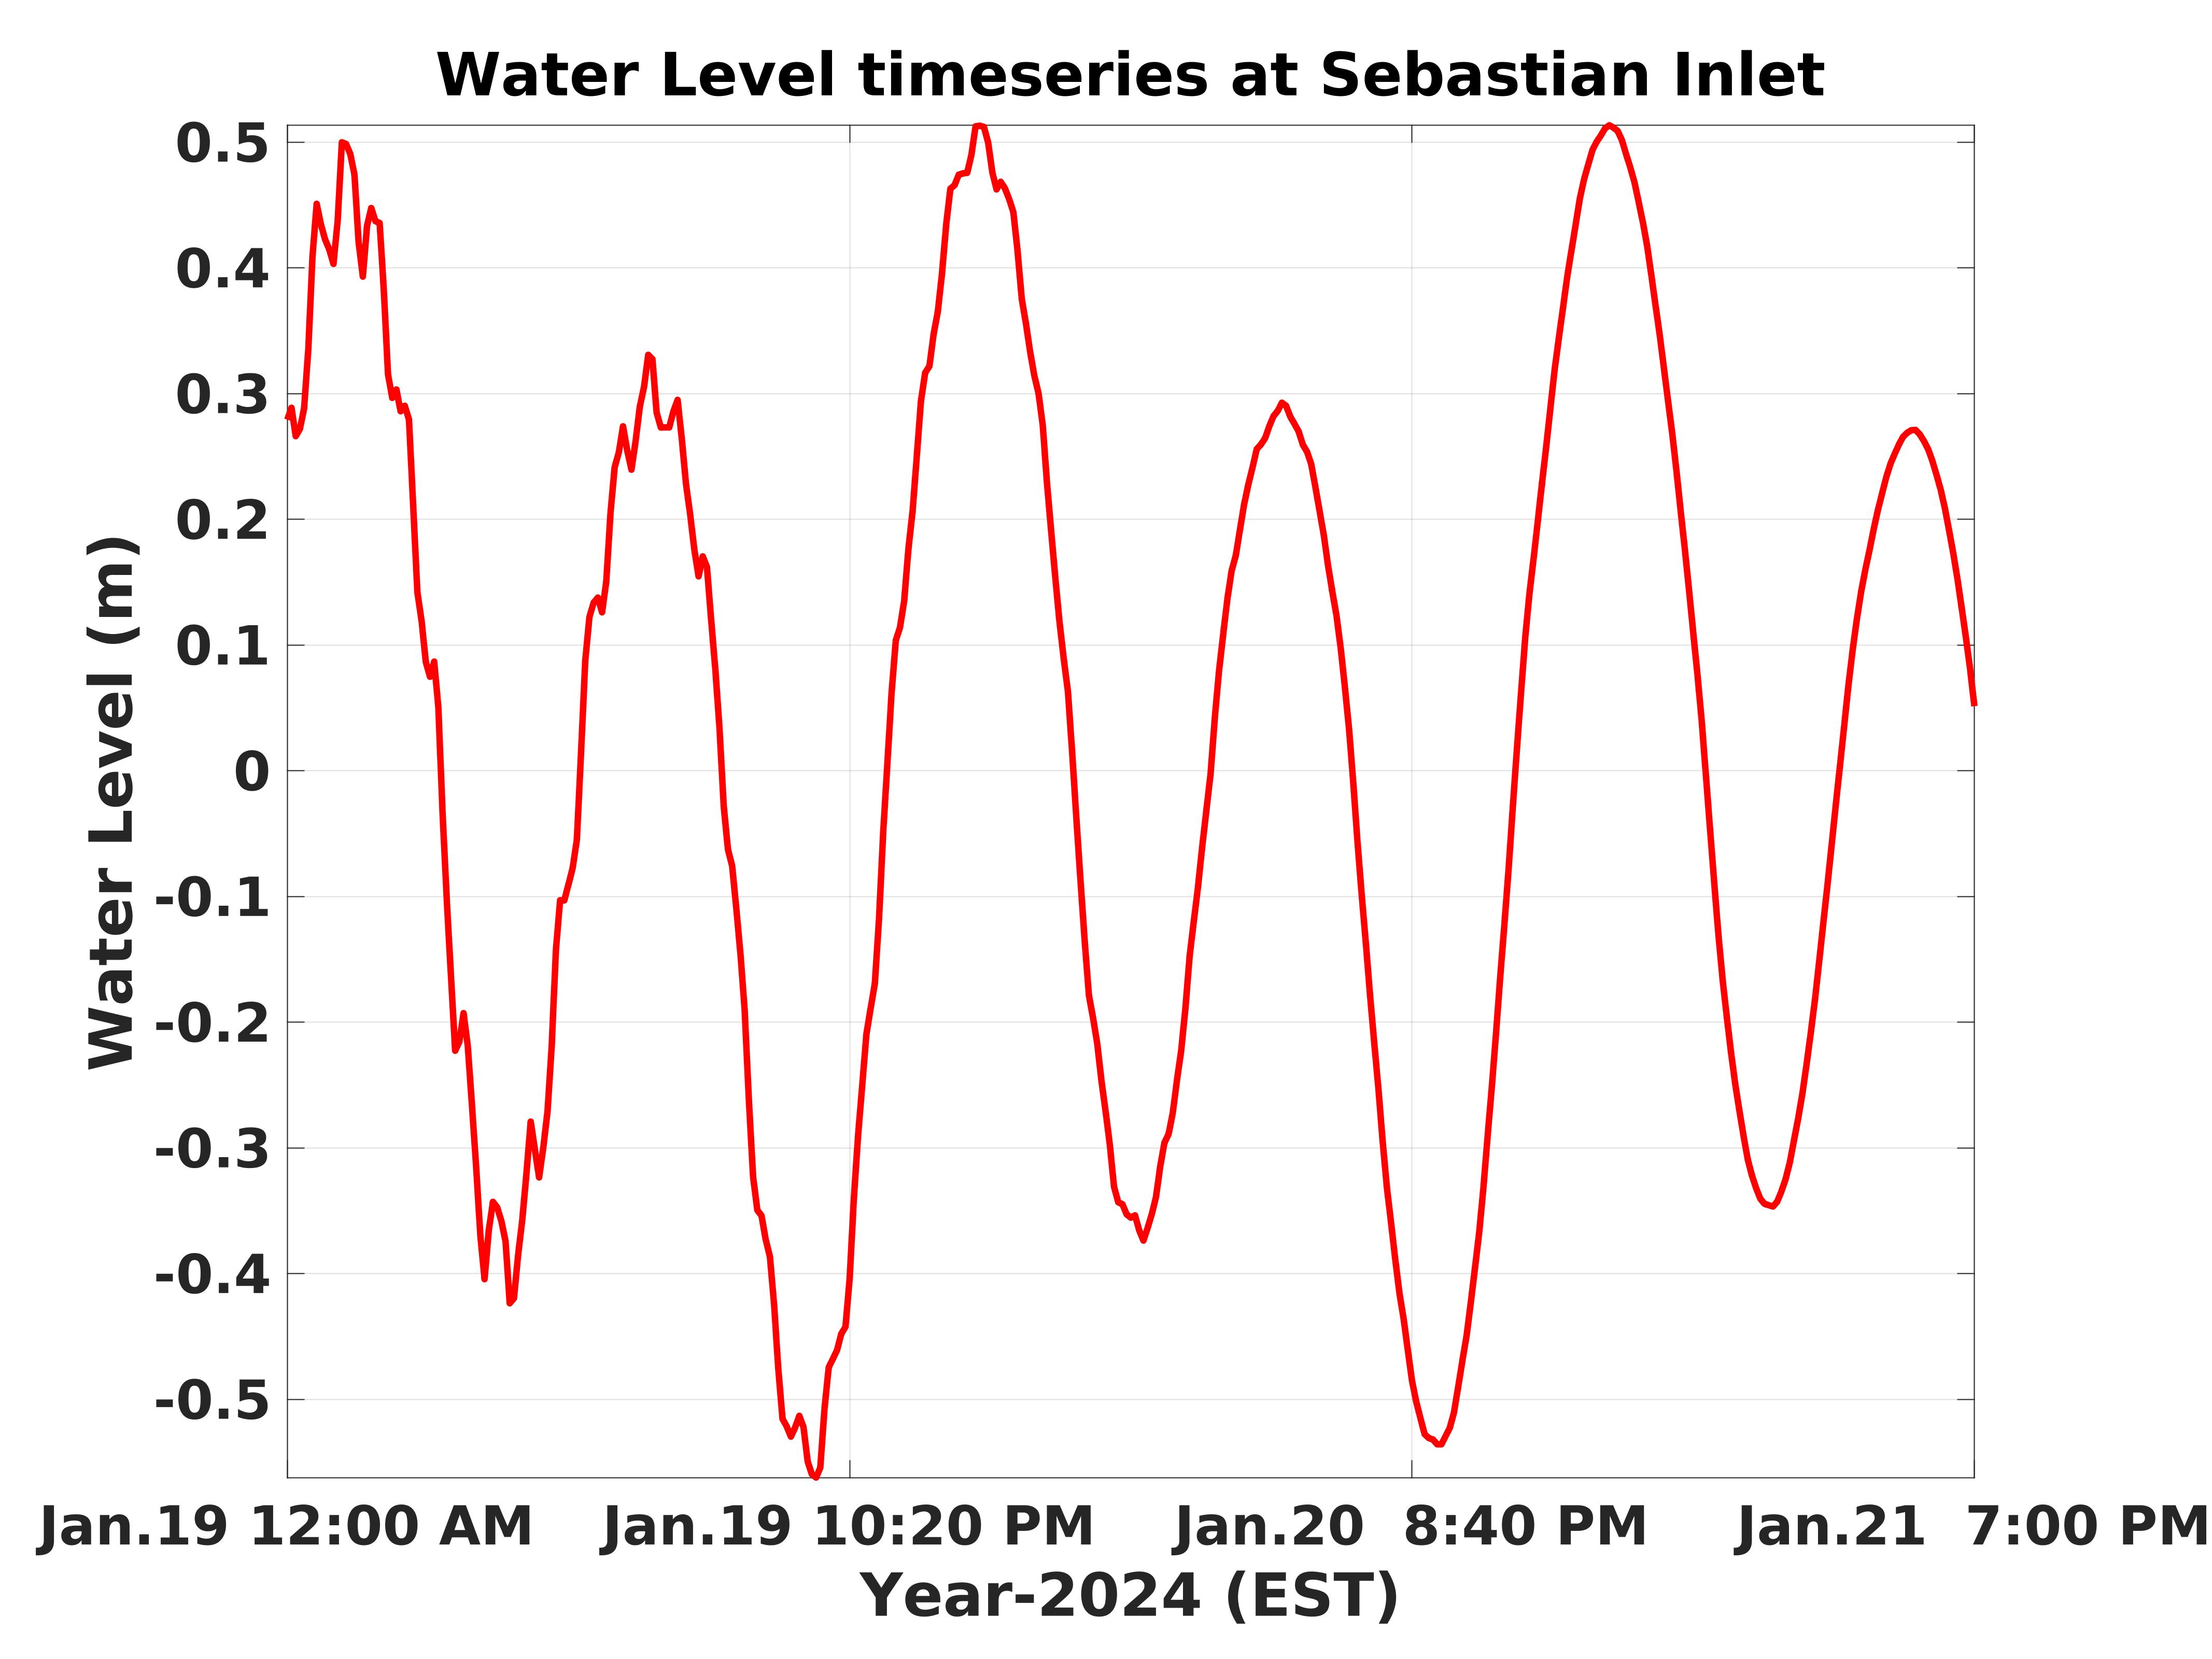 Water Level timeseries at Sebastian Inlet
0.5
0.4
0.3
0.2
0.1
0
-0.1
-0.2
-0.3
-0.4
-0.5
Water Level (m)
Jan.19 12:00 AM
Jan.19 10:20 PM
Jan.20 8:40 PM
Jan.21 7:00 PM
Year-2024 (EST)